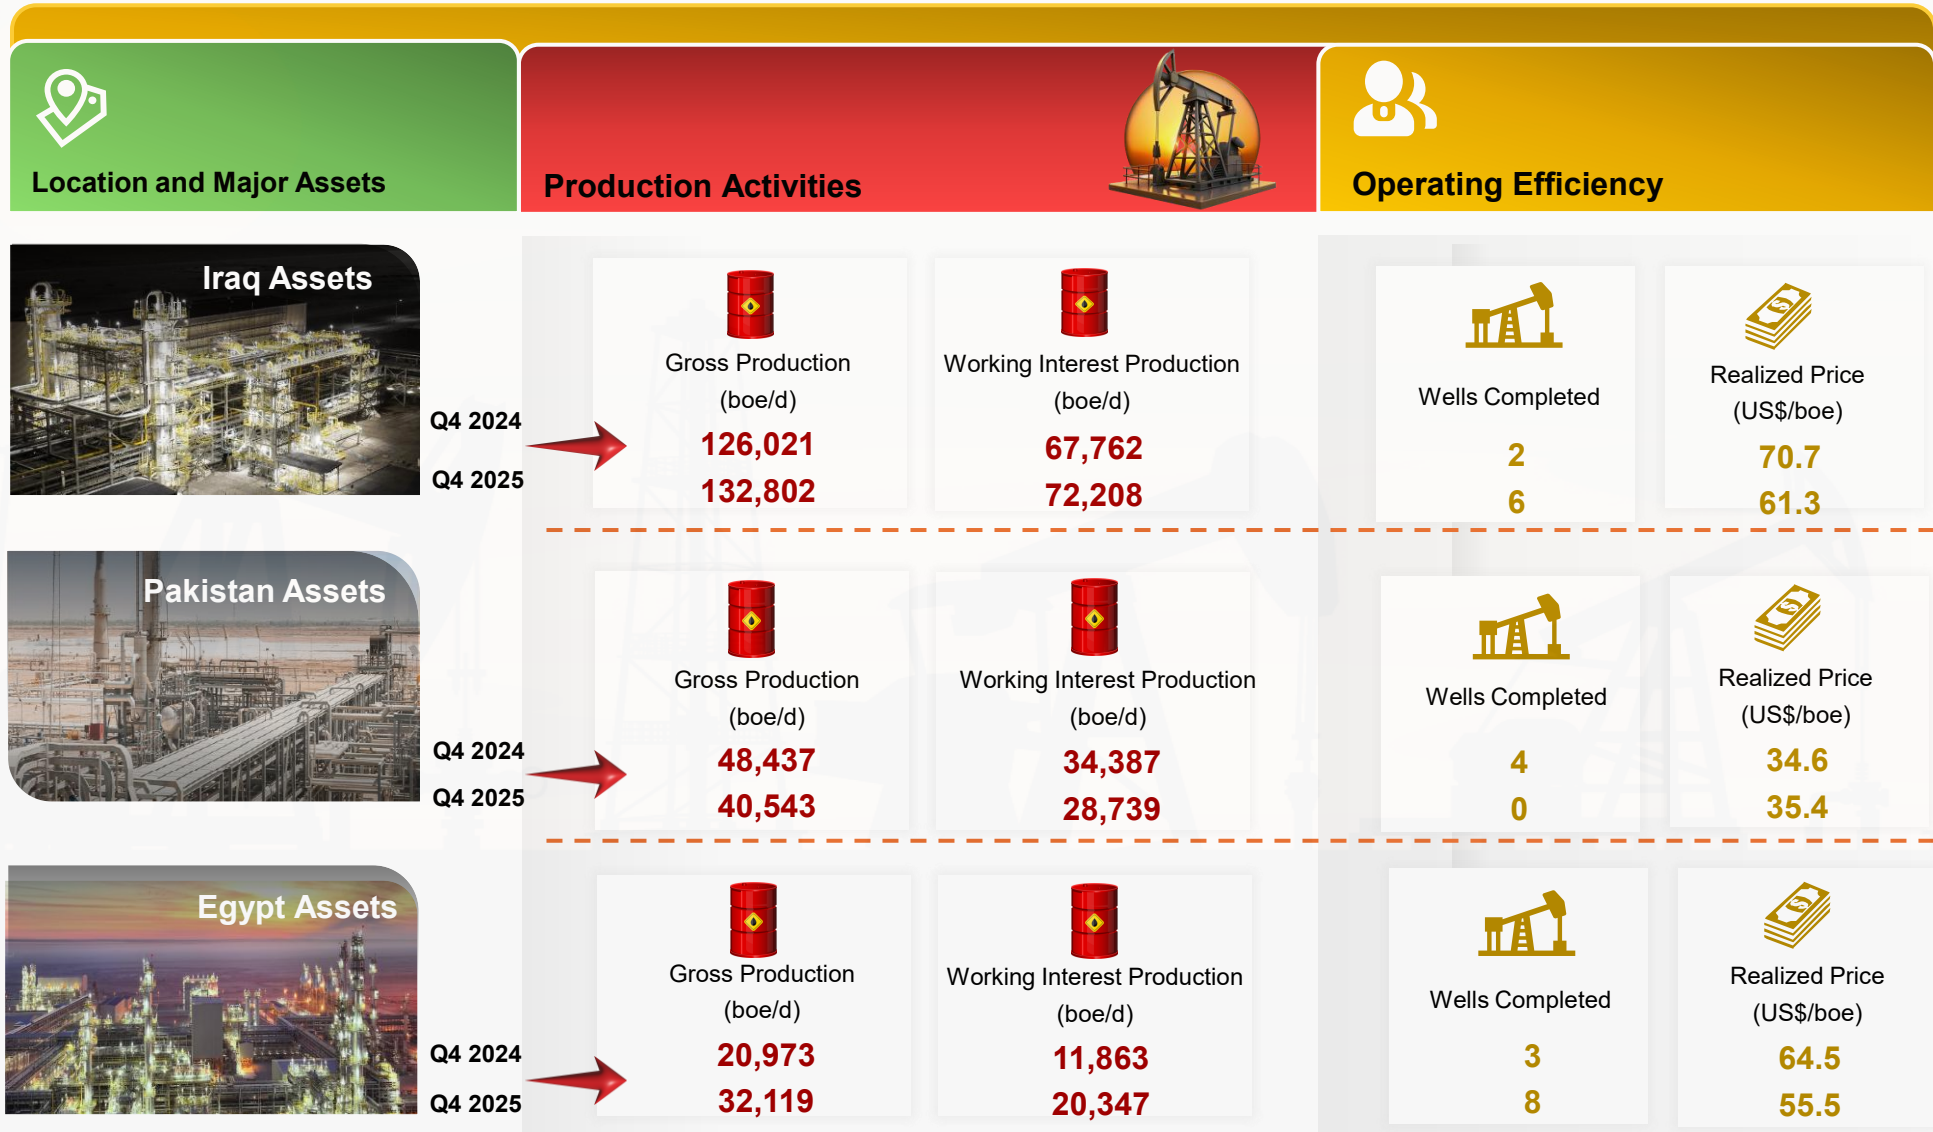 Location and Major Assets
Production Activities
Operating Efficiency
Iraq Assets
Q4 2024
Q4 2025
Gross Production
(boe/d)
126,021
132,802
Working Interest Production
(boe/d)
67,762
72,208
Wells Completed
2
6
Realized Price
(US$/boe)
70.7
61.3
Pakistan Assets
Q4 2024
Q4 2025
Gross Production
(boe/d)
48,437
40,543
Working Interest Production
(boe/d)
34,387
28,739
Wells Completed
4
0
Realized Price
(US$/boe)
34.6
35.4
Egypt Assets
Q4 2024
Q4 2025
Gross Production
(boe/d)
20,973
32,119
Working Interest Production
(boe/d)
11,863
20,347
Wells Completed
3
8
Realized Price
(US$/boe)
64.5
55.5